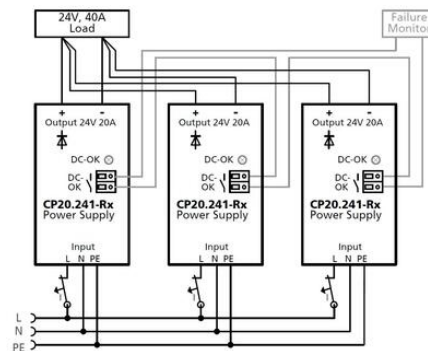 24V, 40A
Load
Failure
Monitor
+ -
Output 24V 20A
DC-OK
DC-
OK
CP20.241-Rx
Power Supply
Input
L N PE
+ -
Output 24V 20A
DC-OK
DC-
OK
CP20.241-Rx
Power Supply
Input
L N PE
+ -
Output 24V 20A
DC-OK
DC-
OK
CP20.241-Rx
Power Supply
Input
L N PE
I
I
I
L
N
PE